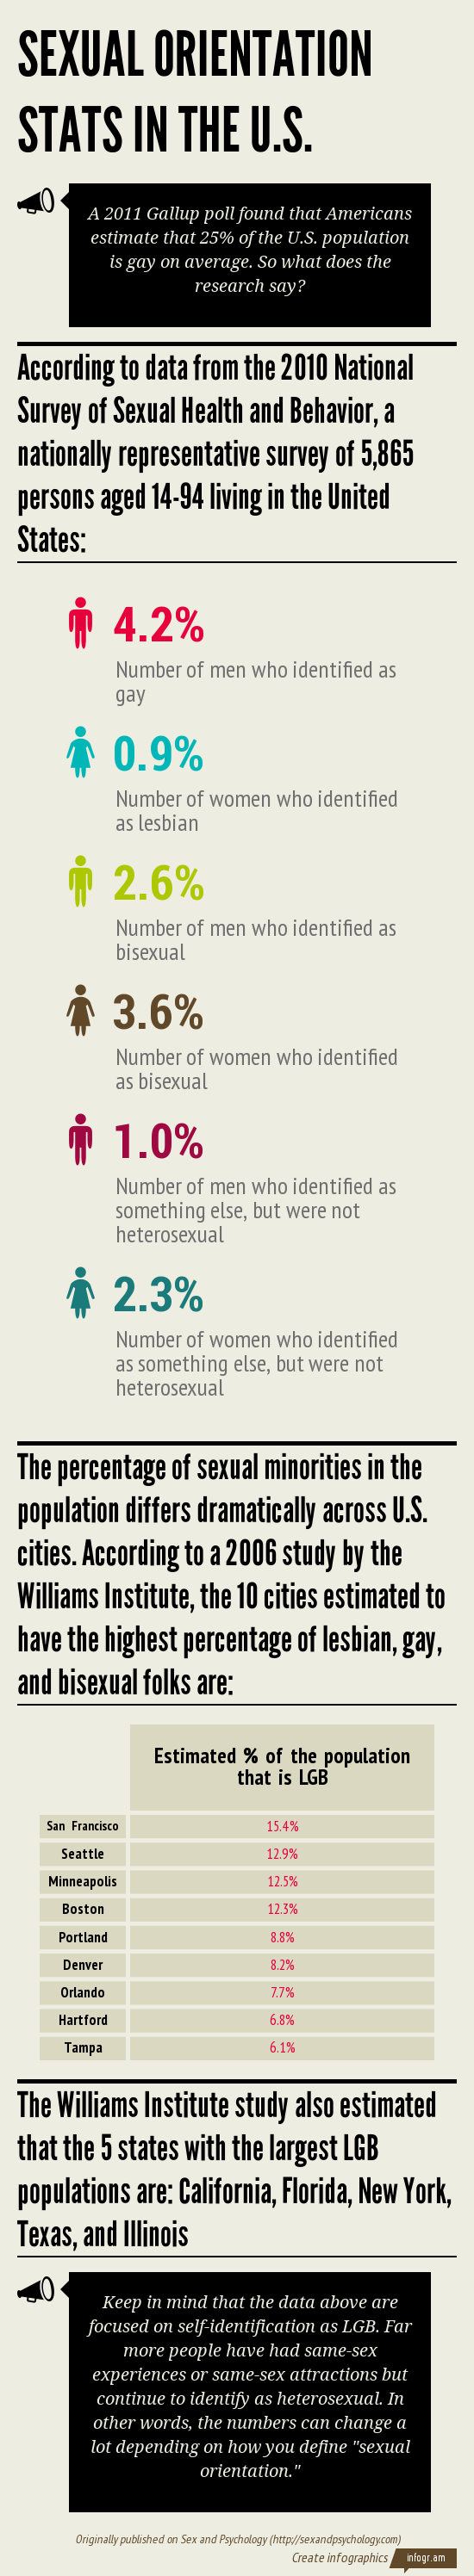 SEXUAL ORIENTATION
STATS IN THE U.S.
A 2011 Gallup poll found that Americans
estimate that 25% of the U.S. population
is gay on average. So what does the
research say?
According to data from the 2010 National
Survey of Sexual Health and Behavior, a
nationally representative survey of 5,865
persons aged 14-94 living in the United
States:
4.2%
Number of men who identified as
gay
0.9%
Number of women who identified
as lesbian
2.6%
Number of men who identified as
bisexual
3.6%
Number of women who identified
as bisexual
1.0%
Number of men who identified as
something else, but were not
heterosexual
2.3%
Number of women who identified
as something else, but were not
heterosexual
The percentage of sexual minorities in the
population differs dramatically across U.S.
cities. According to a 2006 study by the
Williams Institute, the 10 cities estimated to
have the highest percentage of lesbian, gay,
and bisexual folks are:
Estimated % of the population
that is LGB
San Francisco 15.4%
Seattle 12.9%
Minneapolis 12.5%
Boston 12.3%
Portland 8.8%
Denver 8.2%
Orlando 7.7%
Hartford 6.8%
Tampa 6.1%
The Williams Institute study also estimated
that the 5 states with the largest LGB
populations are: California, Florida, New York,
Texas, and Illinois
Keep in mind that the data above are
focused on self-identification as LGB. Far
more people have had same-sex
experiences or same-sex attractions but
continue to identify as heterosexual. In
other words, the numbers can change a
lot depending on how you define "sexual
orientation."
Originally published on Sex and Psychology (http://sexandpsychology.com)
Create infographics infogr.am